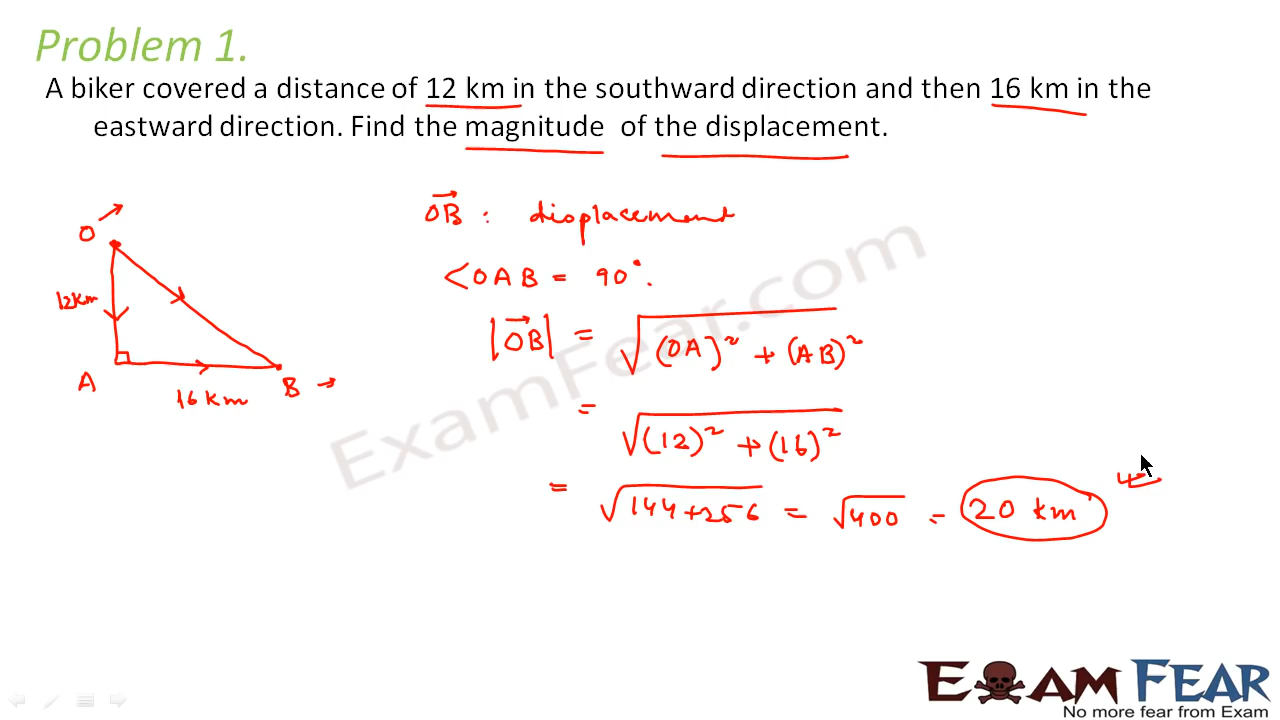 Problem 1.
A biker covered a distance of 12 km in the southward direction and then 16 km in the
eastward direction. Find the magnitude of the displacement.
O
12km
A
16 km
B
OB : displacement
<OAB = 90°.
|OB| = √(OA)² + (AB)²
= √(12)² + (16)²
= √144+256 = √400 = 20 km
ExamFear.com
EXAM FEAR
No more fear from Exam